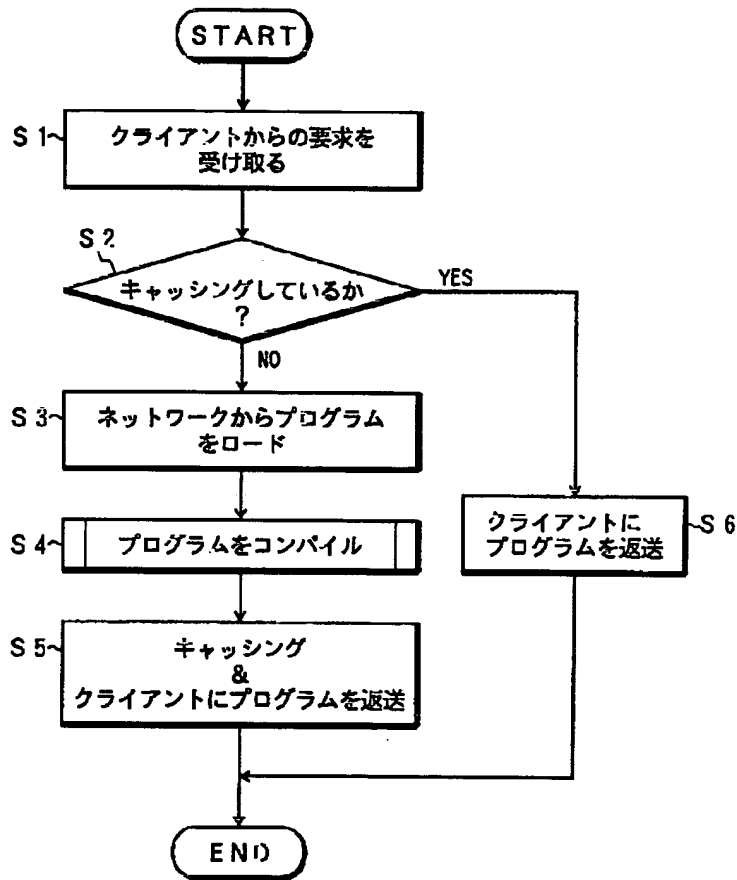 START
S1
クライアントからの要求を
受け取る
S2
キャッシングしているか
?
YES
NO
S3
ネットワークからプログラム
をロード
S4
プログラムをコンパイル
S5
キャッシング
&
クライアントにプログラムを返送
クライアントに
プログラムを返送
S6
END